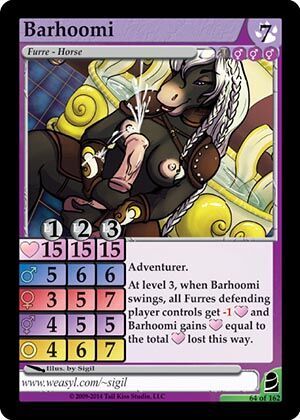 Barhoomi
7
Furre - Horse
1 2 3
15 15 15
5 6 6
3 5 7
4 5 5
4 6 7
Adventurer.
At level 3, when Barhoomi
swings, all Furres defending
player controls get -1 and
Barhoomi gains equal to
the total lost this way.
Illus. by Sigil
www.weasyl.com/~sigil
© 2009-2014 Tail Kiss Studio, LLC
64 of 162